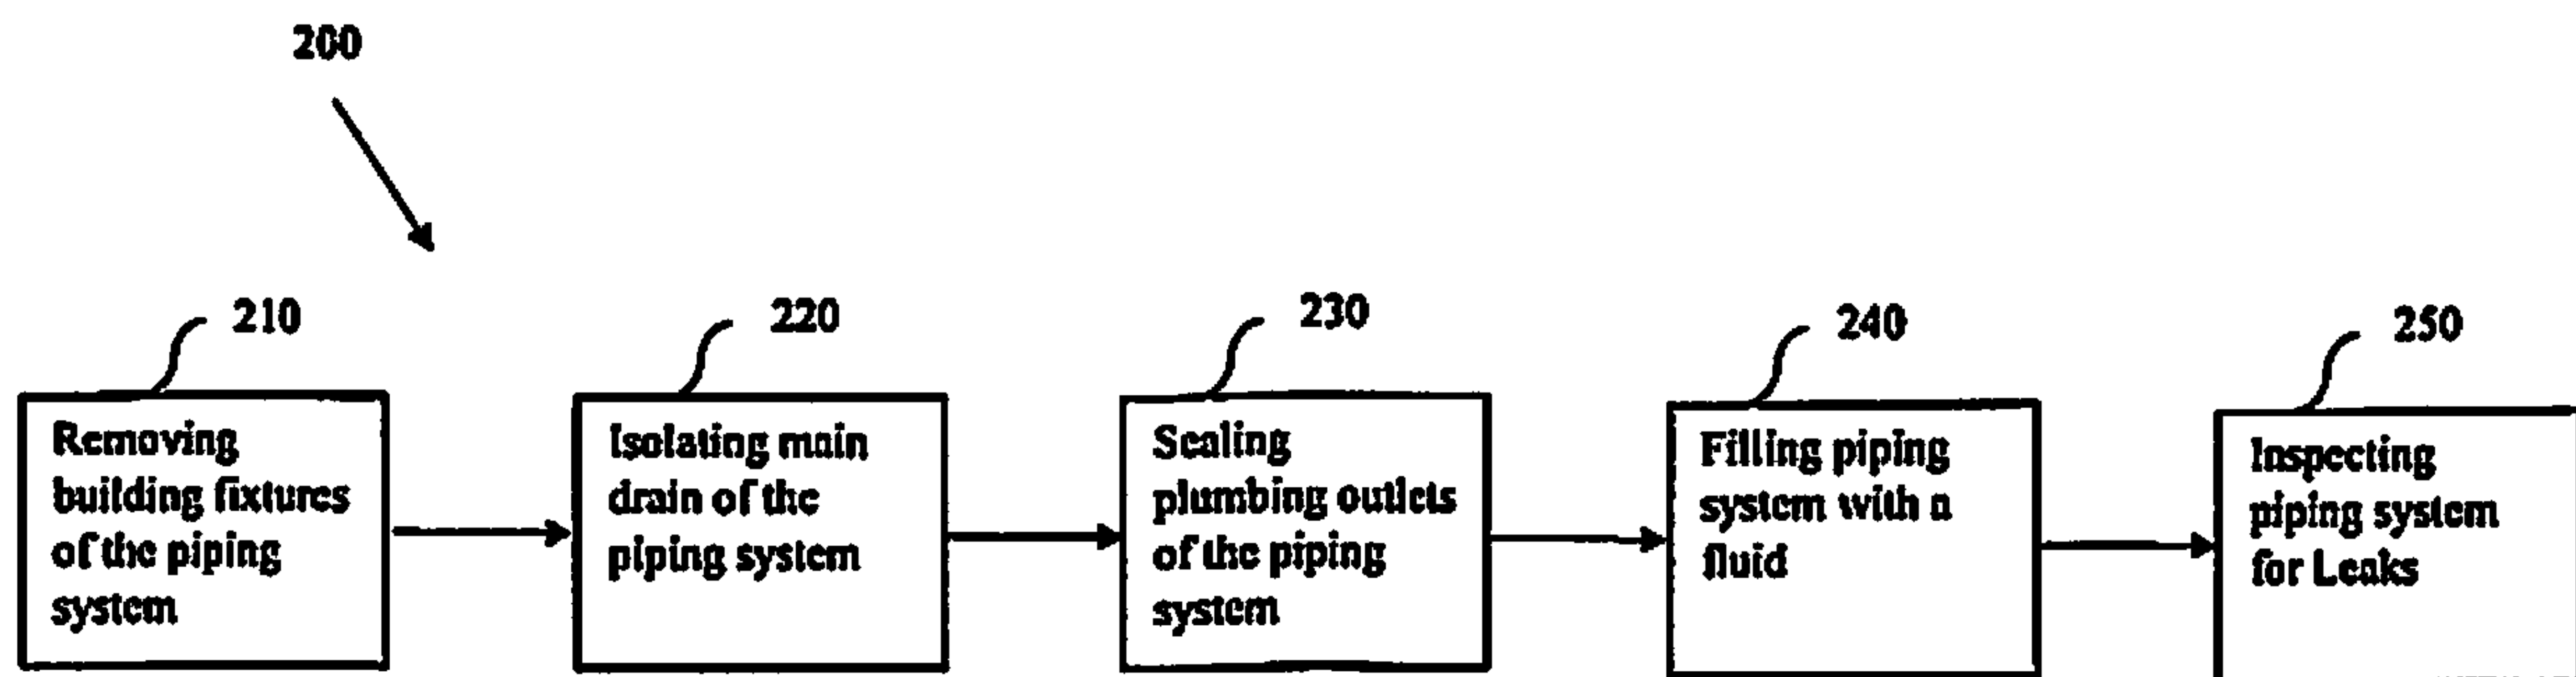 200
210
220
230
240
250
Removing
building fixtures
of the piping
system
Isolating main
drain of the
piping system
Sealing
plumbing outlets
of the piping
system
Filling piping
system with a
fluid
Inspecting
piping system
for Leaks